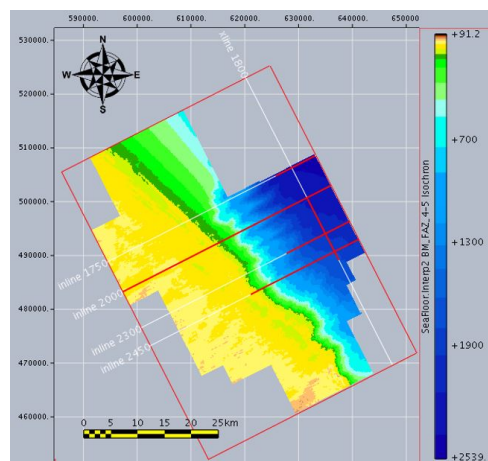 590000. 600000. 610000. 620000. 630000. 640000. 650000.
530000.
520000.
510000.
500000.
490000.
480000.
470000.
460000.
N
W E
S
xline 1800
inline 1750
inline 2000
inline 2300
inline 2450
0 5 10 15 20 25km
+91.2
+700
+1300
+1900
+2539
SeaFloor.Interp2 BM_FAZ_4-5 Isochron